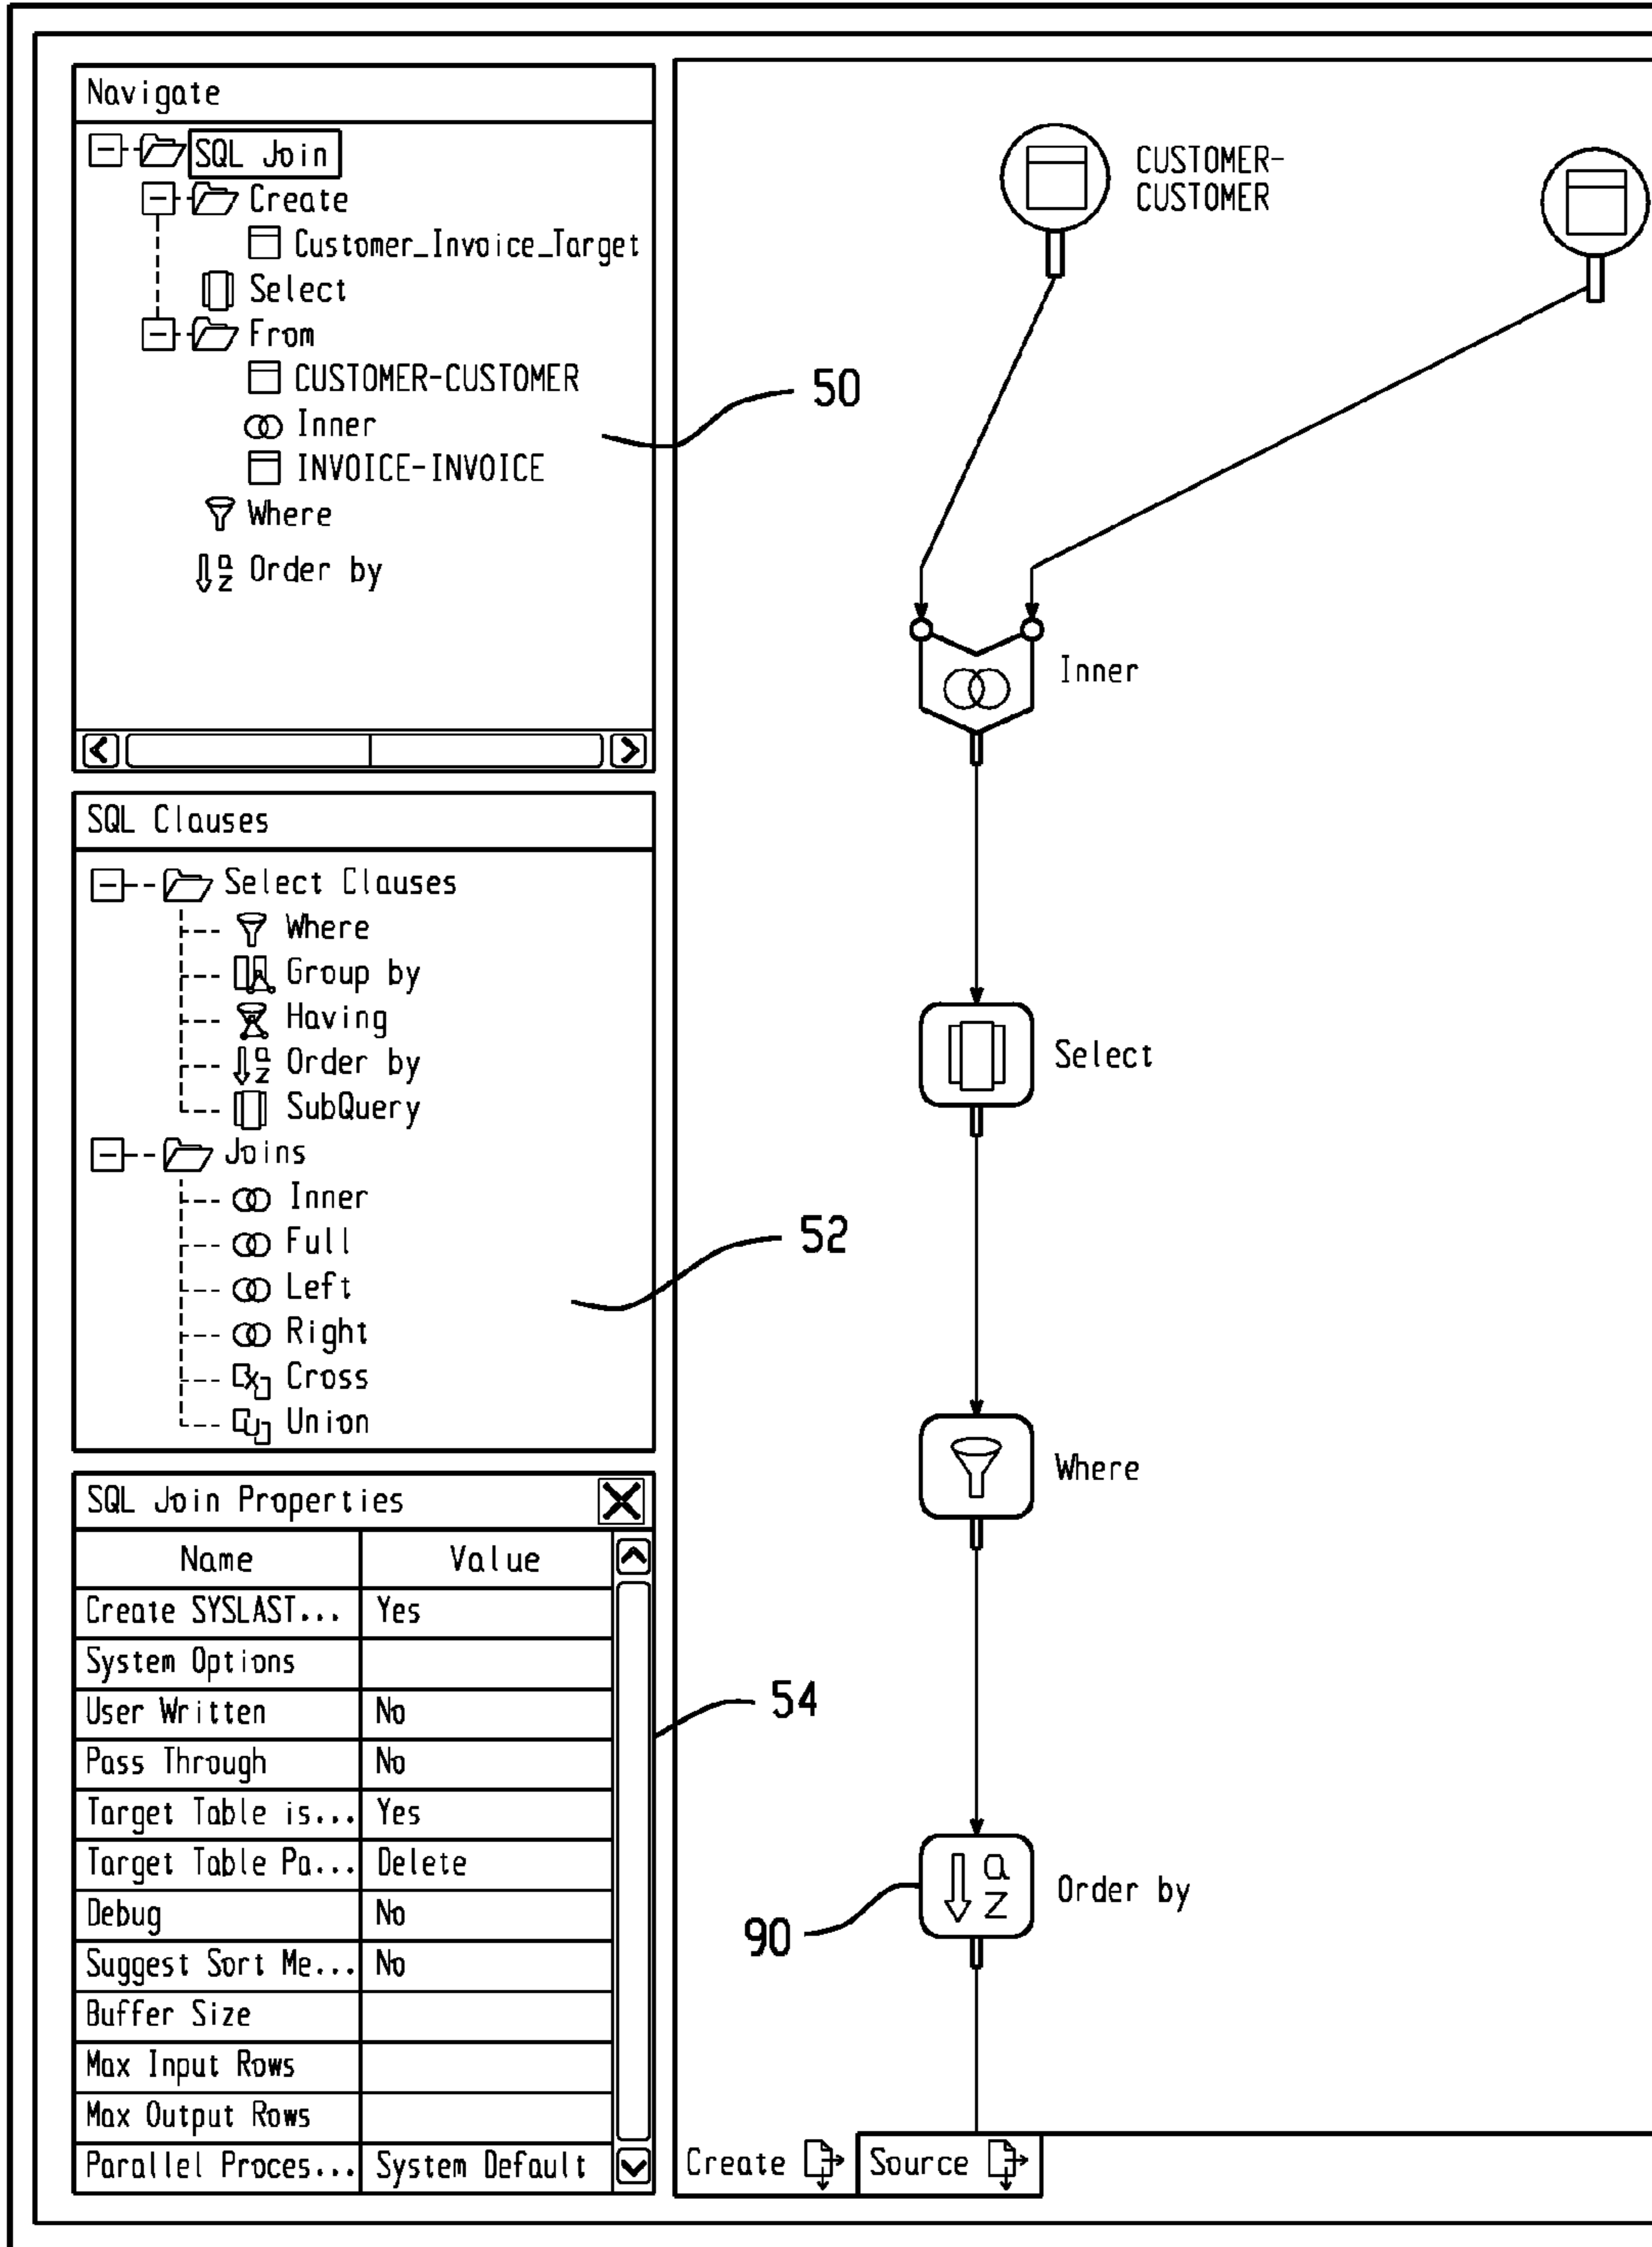 Navigate
SQL Join
Create
Customer_Invoice_Target
Select
From
CUSTOMER-CUSTOMER
Inner
INVOICE-INVOICE
Where
a
z
Order by
50
SQL Clauses
Select Clauses
Where
Group by
Having
a
z
Order by
SubQuery
Joins
Inner
Full
Left
Right
X
Cross
U
Union
52
SQL Join Properties
Name Value
Create SYSLAST... Yes
System Options
User Written No
Pass Through No
Target Table is... Yes
Target Table Pa... Delete
Debug No
Suggest Sort Me... No
Buffer Size
Max Input Rows
Max Output Rows
Parallel Proces... System Default
54
CUSTOMER-
CUSTOMER
Inner
Select
Where
a
z
Order by
90
Create
Source